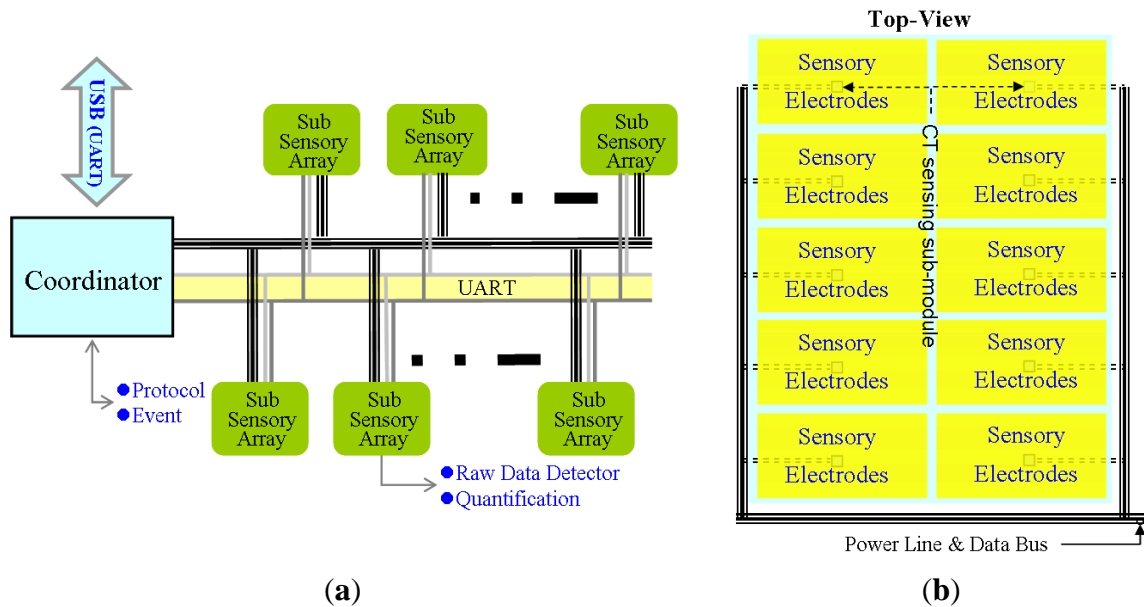 USB (UART)
Sub
Sensory
Array
Sub
Sensory
Array
Sub
Sensory
Array
Coordinator
UART
Protocol
Event
Sub
Sensory
Array
Sub
Sensory
Array
Sub
Sensory
Array
Raw Data Detector
Quantification
(a)
Top-View
Sensory
Electrodes
Sensory
Electrodes
CT sensing sub-module
Sensory
Electrodes
Sensory
Electrodes
Sensory
Electrodes
Sensory
Electrodes
Sensory
Electrodes
Sensory
Electrodes
Sensory
Electrodes
Sensory
Electrodes
Power Line & Data Bus
(b)